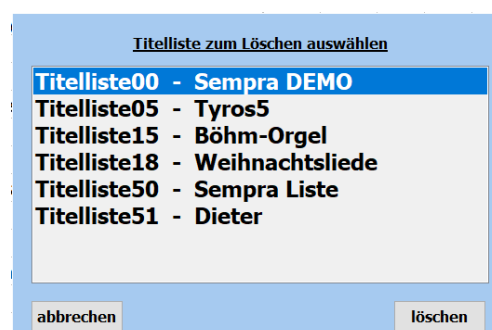 Titelliste zum Löschen auswählen
Titelliste00 - Sempra DEMO
Titelliste05 - Tyros5
Titelliste15 - Böhm-Orgel
Titelliste18 - Weihnachtsliede
Titelliste50 - Sempra Liste
Titelliste51 - Dieter
abbrechen löschen